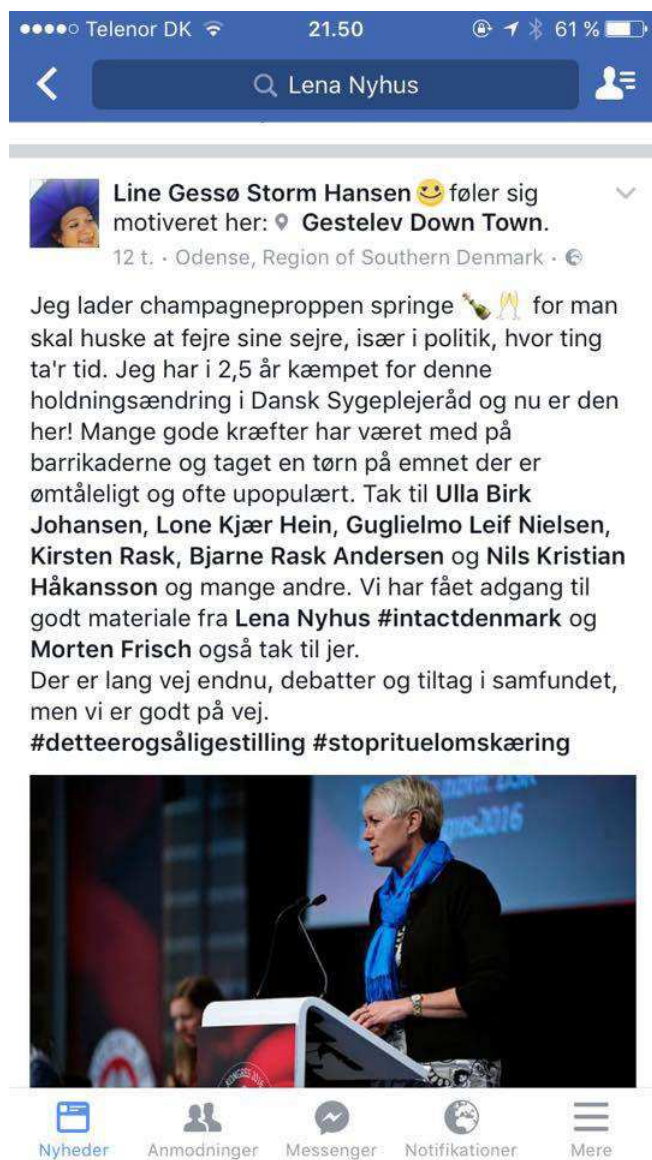 Telenor DK 21.50 61 %
Lena Nyhus
Line Gessø Storm Hansen 😉 føler sig
motiveret her: Gestelev Down Town.
12 t. · Odense, Region of Southern Denmark ·
Jeg lader champagneproppen springe 🍾 🥂 for man
skal huske at fejre sine sejre, især i politik, hvor ting
ta'r tid. Jeg har i 2,5 år kæmpet for denne
holdningsændring i Dansk Sygeplejeråd og nu er den
her! Mange gode kræfter har været med på
barrikaderne og taget en tørn på emnet der er
ømtåleligt og ofte upopulært. Tak til Ulla Birk
Johansen, Lone Kjær Hein, Guglielmo Leif Nielsen,
Kirsten Rask, Bjarne Rask Andersen og Nils Kristian
Håkansson og mange andre. Vi har fået adgang til
godt materiale fra Lena Nyhus #intactdenmark og
Morten Frisch også tak til jer.
Der er lang vej endnu, debatter og tiltag i samfundet,
men vi er godt på vej.
#detteerogsåligestilling #stoprituelomskæring
KONGRES 2016
Nyheder Anmodninger Messenger Notifikationer Mere